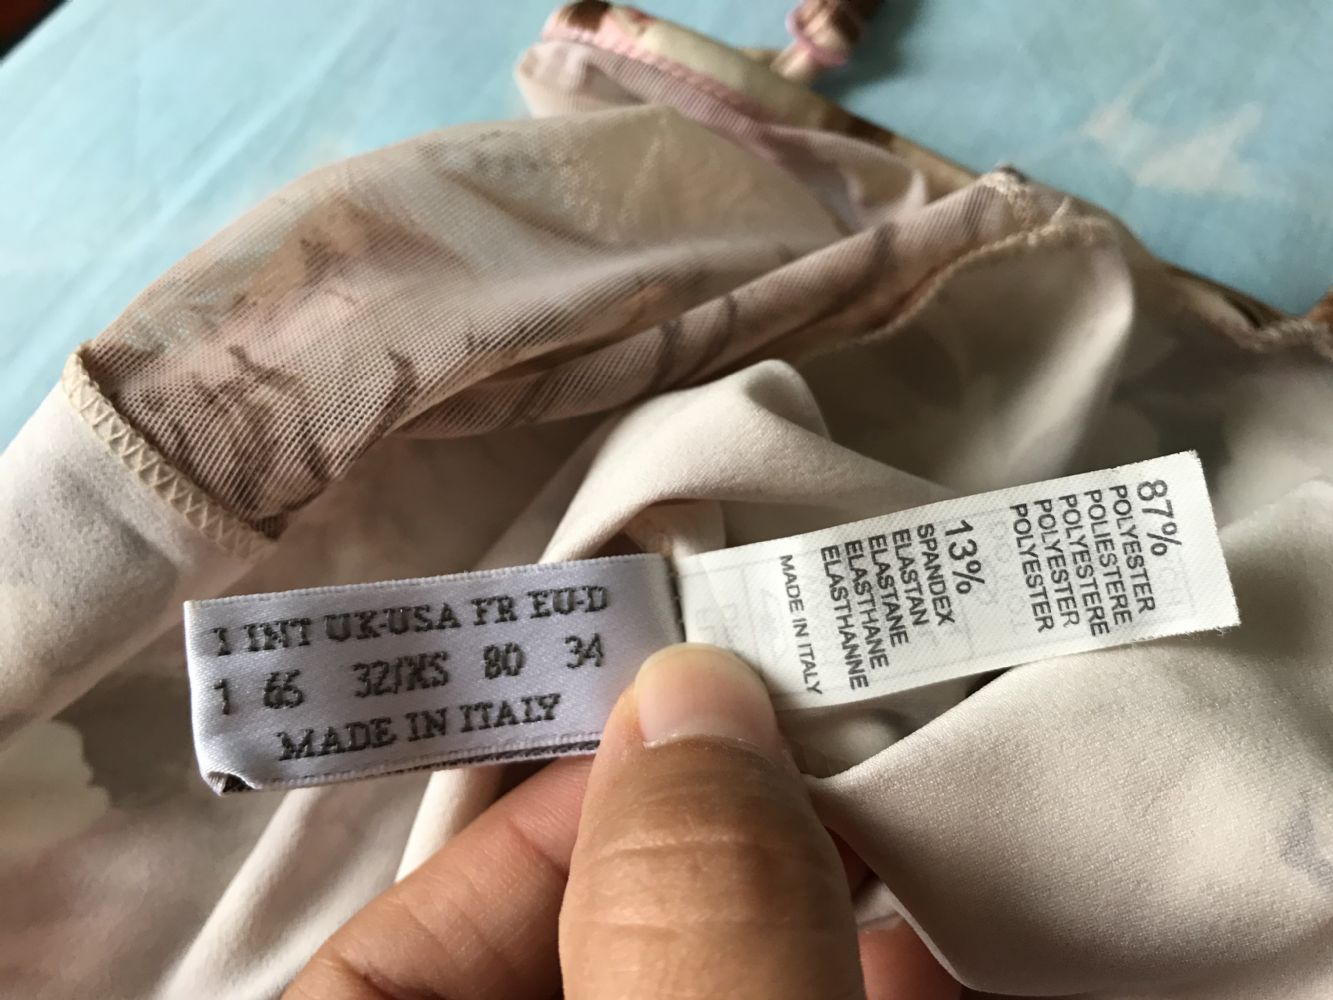 I INT UK-USA FR EU-D
1 65 32/XS 80 34
MADE IN ITALY
87%
POLYESTER
POLIESTERE
POLYESTERE
POLYESTER
POLYESTER
13%
SPANDEX
ELASTAN
ELASTANE
ELASTHANE
ELASTHANNE
MADE IN ITALY